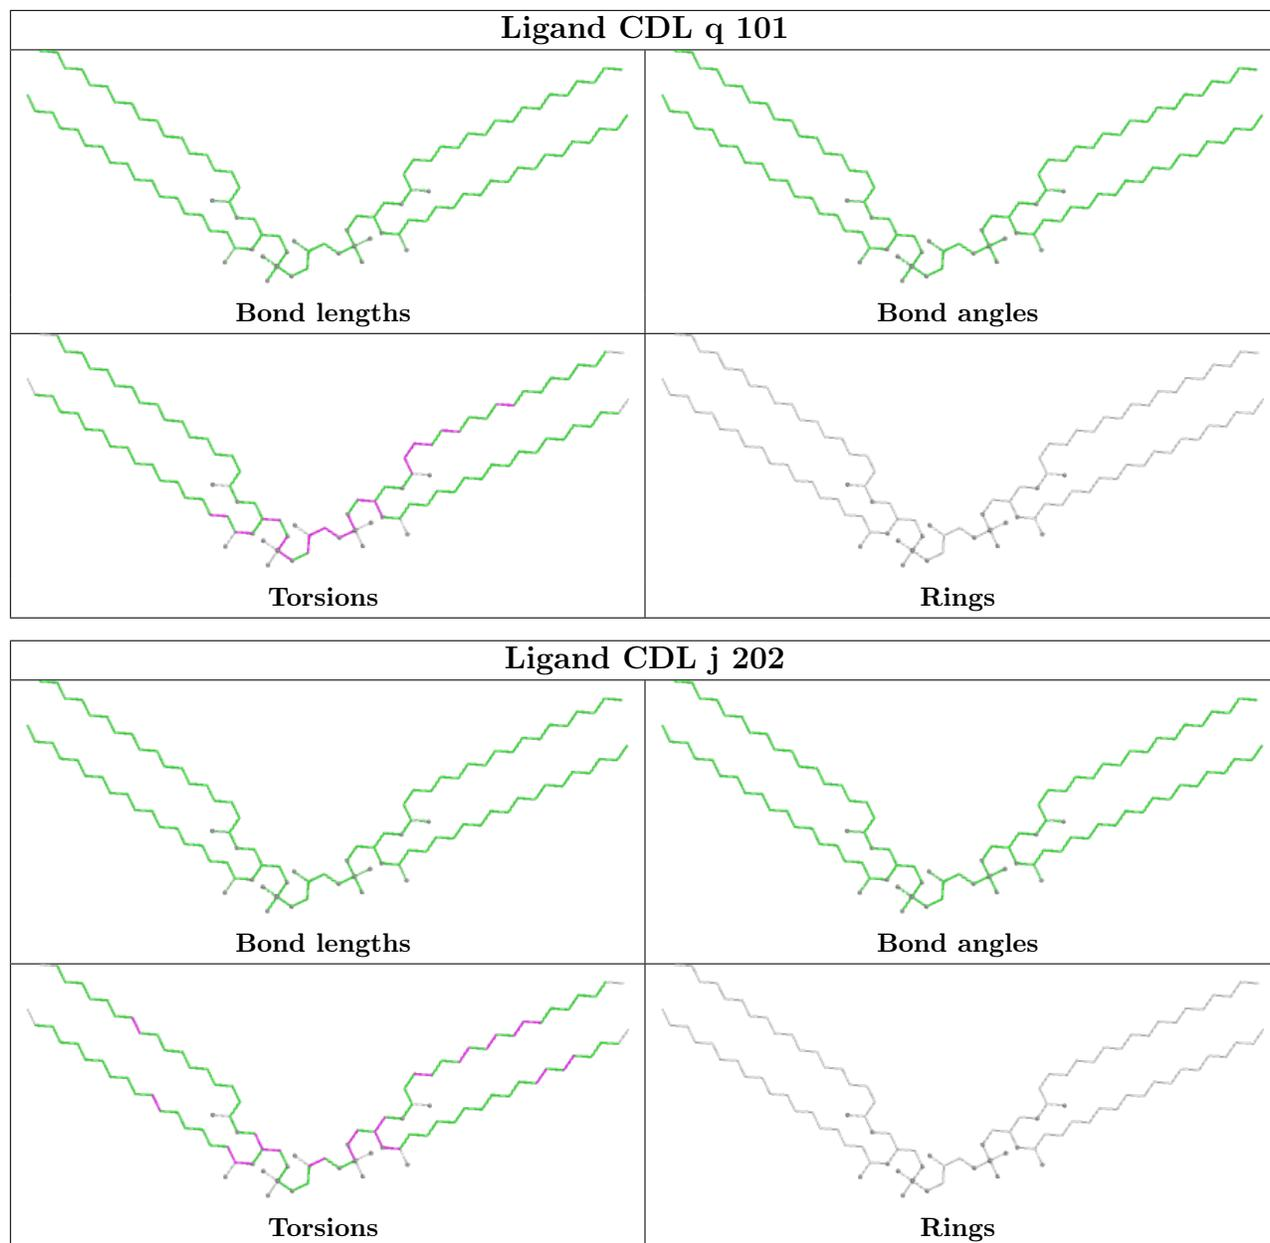 Ligand CDL q 101
Bond lengths
Bond angles
Torsions
Rings
Ligand CDL j 202
Bond lengths
Bond angles
Torsions
Rings